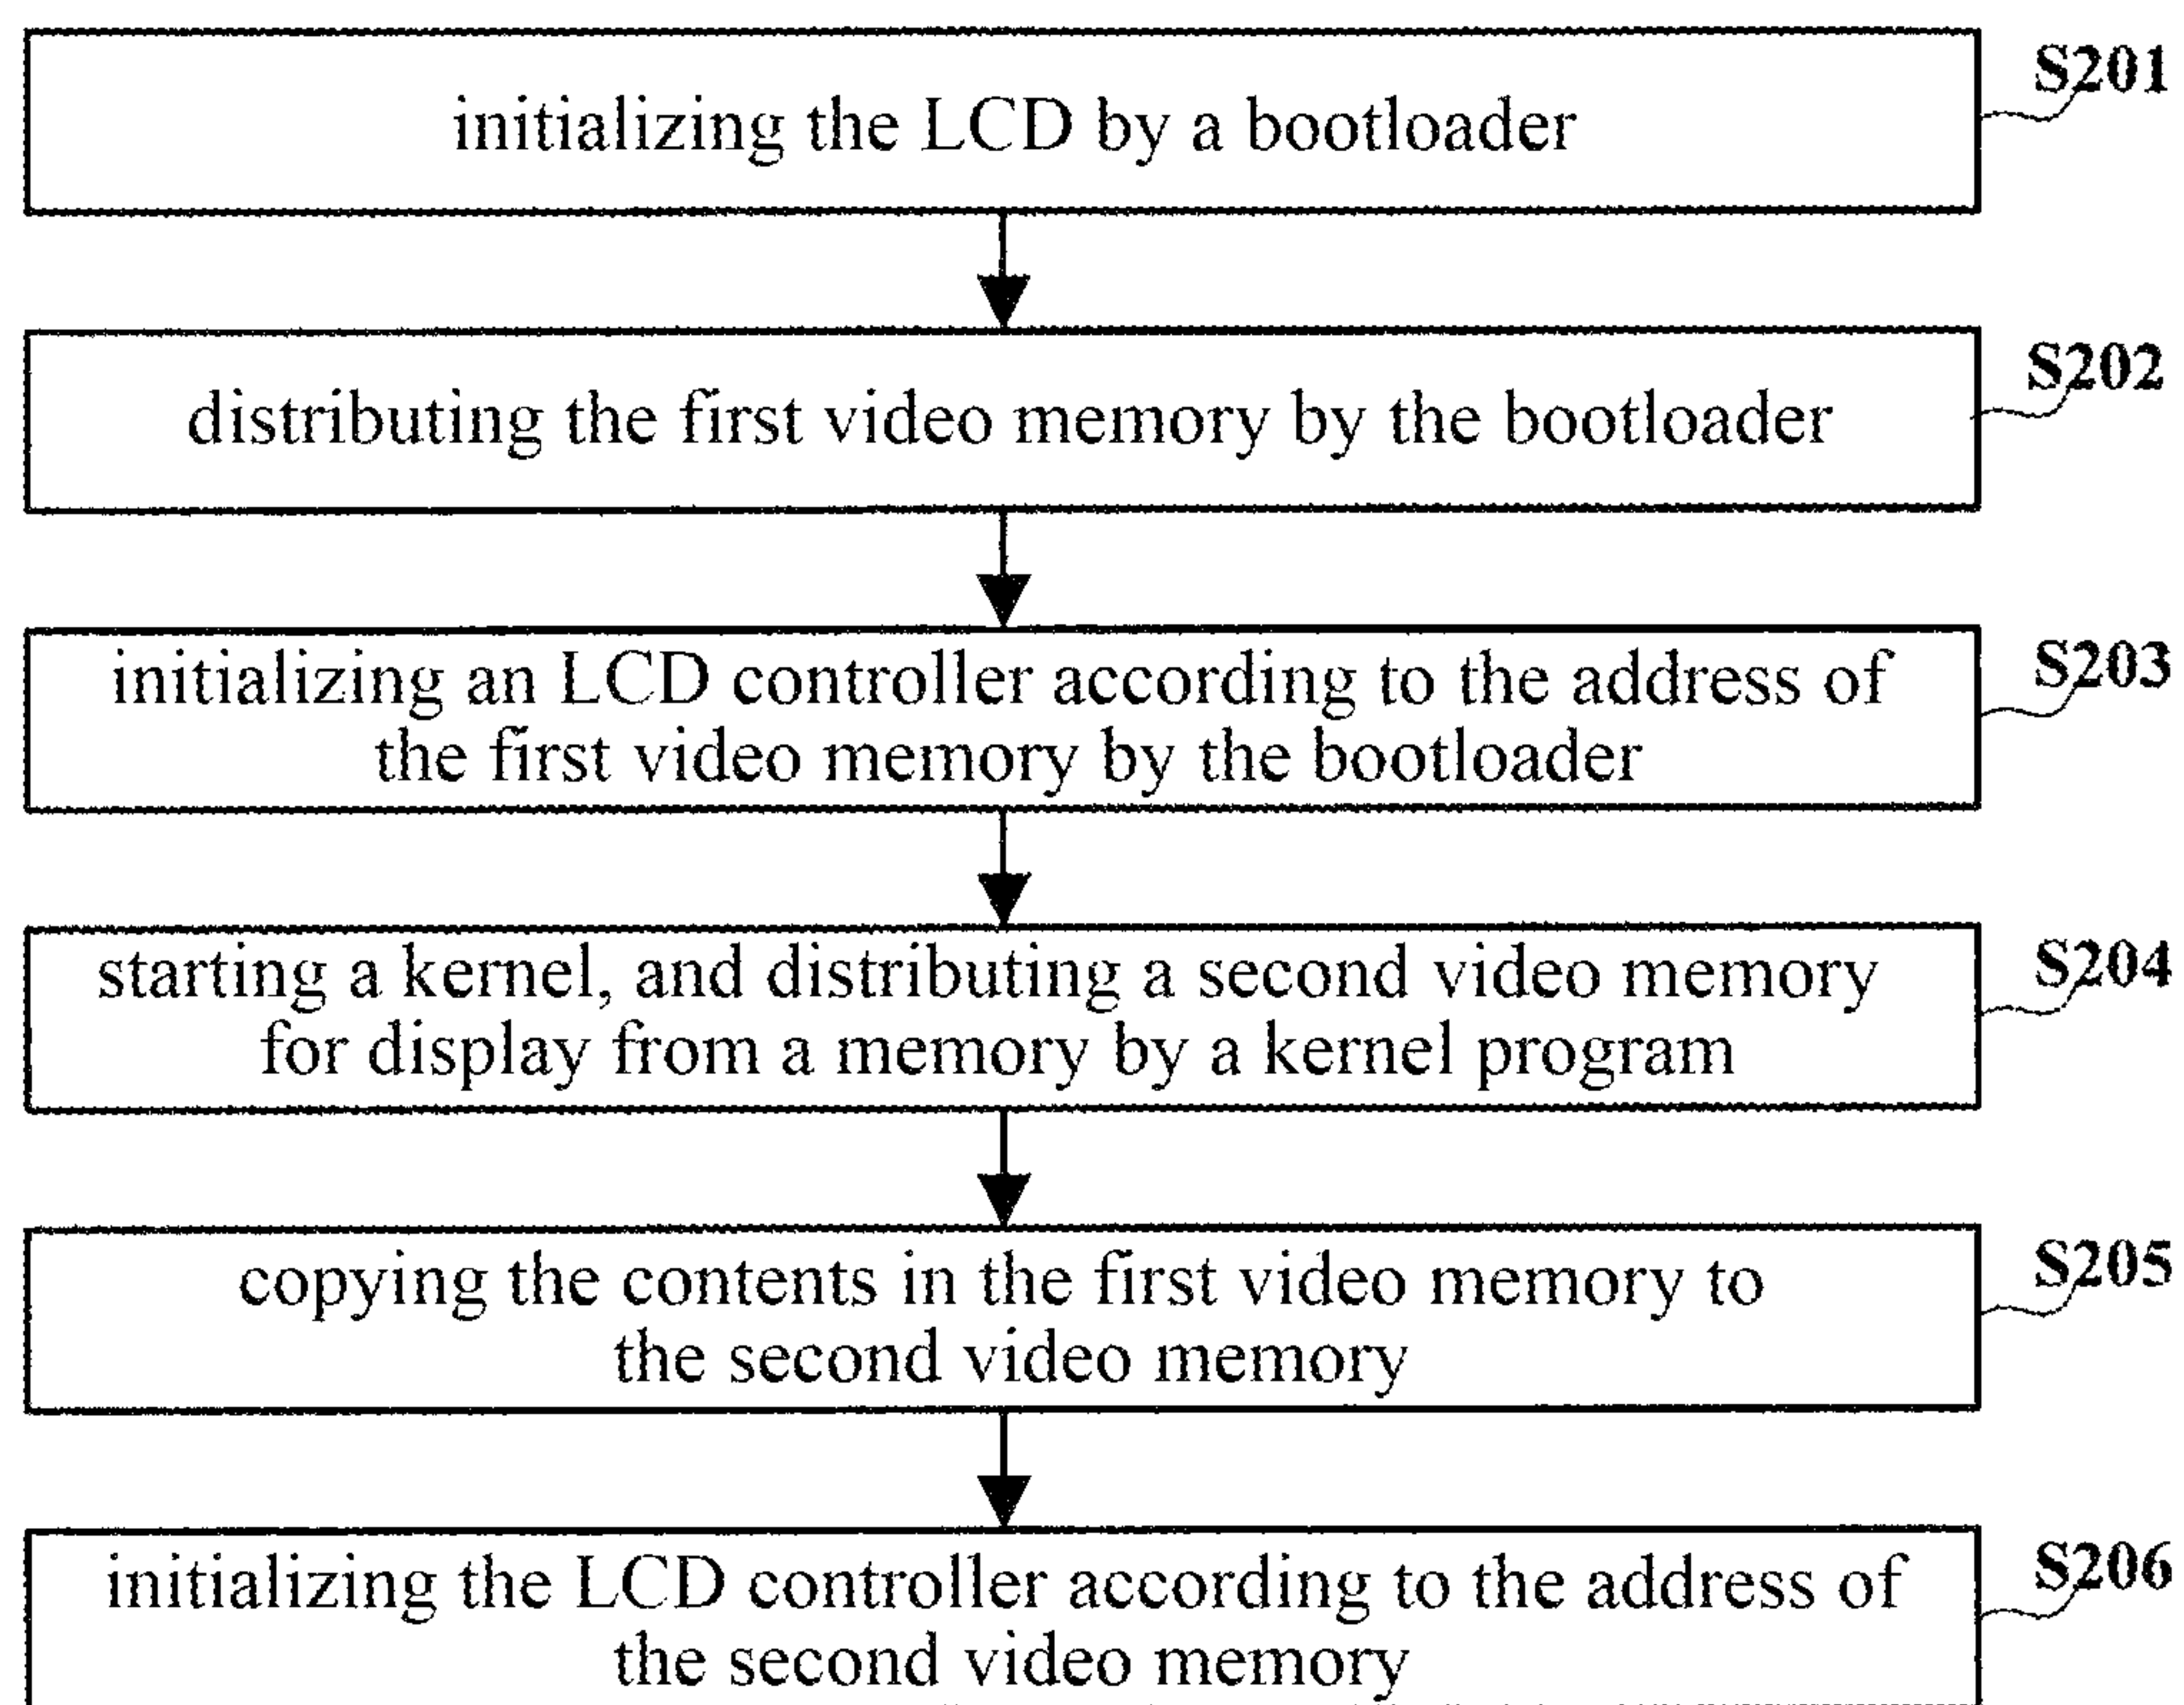 S201
initializing the LCD by a bootloader
S202
distributing the first video memory by the bootloader
S203
initializing an LCD controller according to the address of
the first video memory by the bootloader
S204
starting a kernel, and distributing a second video memory
for display from a memory by a kernel program
S205
copying the contents in the first video memory to
the second video memory
S206
initializing the LCD controller according to the address of
the second video memory